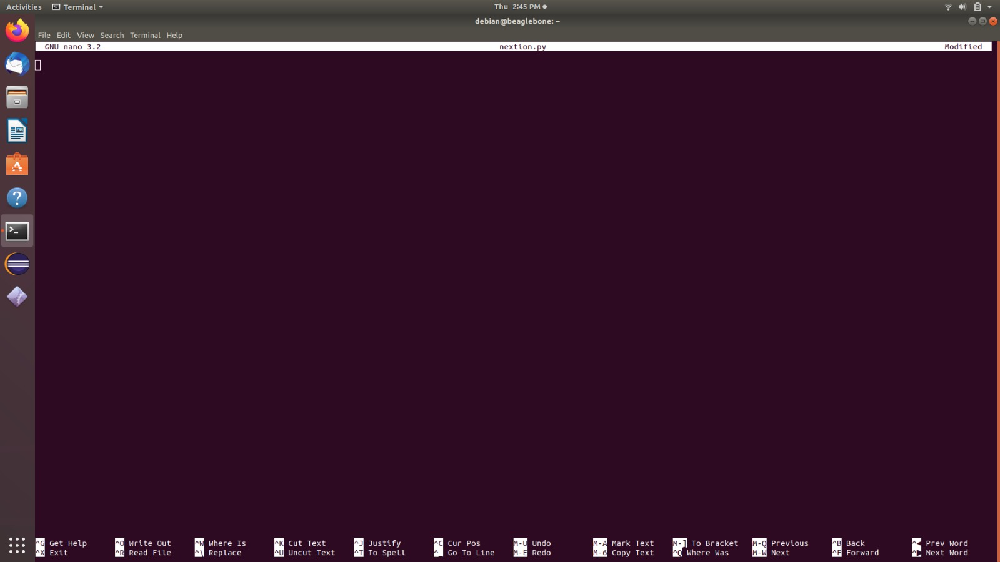 Activities Terminal Thu 2:45 PM
debian@beaglebone: ~
File Edit View Search Terminal Help
GNU nano 3.2 nextion.py Modified
^G Get Help ^O Write Out ^W Where Is ^K Cut Text ^J Justify ^C Cur Pos M-U Undo M-A Mark Text M-] To Bracket M-Q Previous ^B Back ^◀ Prev Word
^X Exit ^R Read File ^\ Replace ^U Uncut Text ^T To Spell ^_ Go To Line M-E Redo M-6 Copy Text ^Q Where Was M-W Next ^F Forward ^▶ Next Word